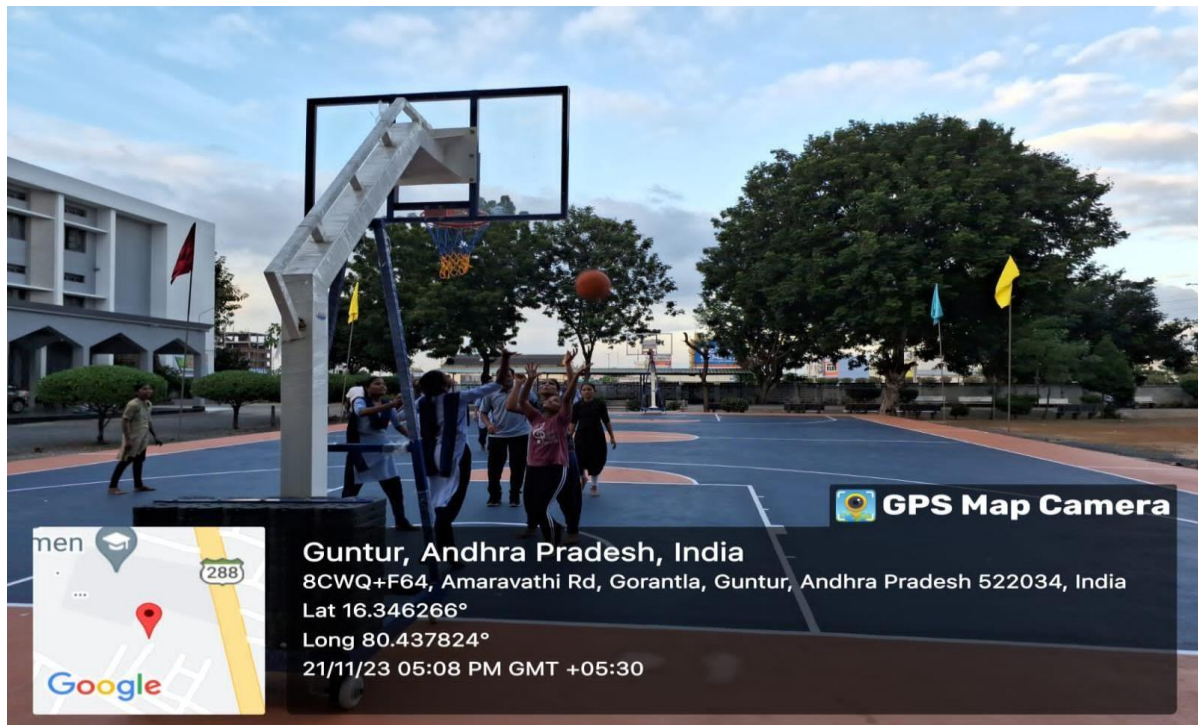 GPS Map Camera
men
288
Google
Guntur, Andhra Pradesh, India
8CWQ+F64, Amaravathi Rd, Gorantla, Guntur, Andhra Pradesh 522034, India
Lat 16.346266°
Long 80.437824°
21/11/23 05:08 PM GMT +05:30